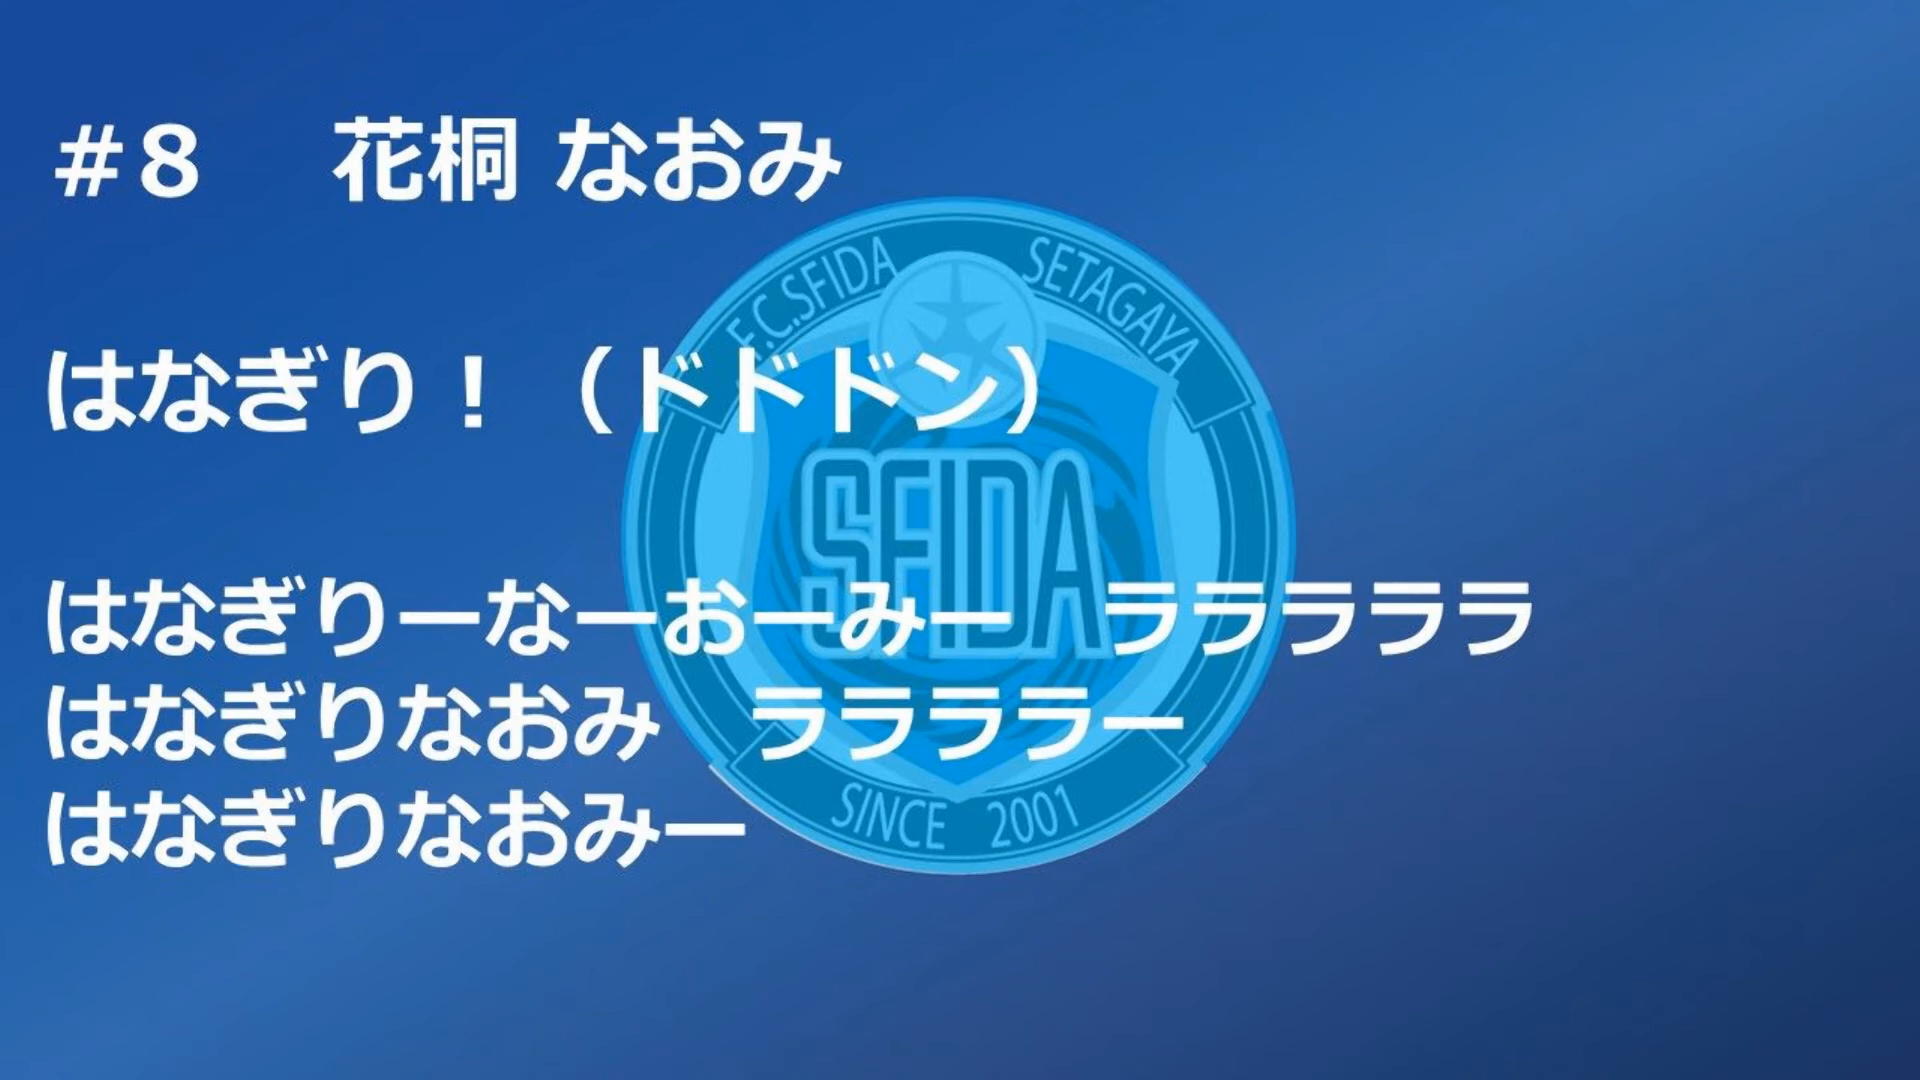 ＃８　花桐 なおみ
F.C.SFIDA SETAGAYA
はなぎり！（ドドドン）
SFIDA
はなぎりーなーおーみー　ラララララ
はなぎりなおみ　ララララー
はなぎりなおみー
SINCE 2001